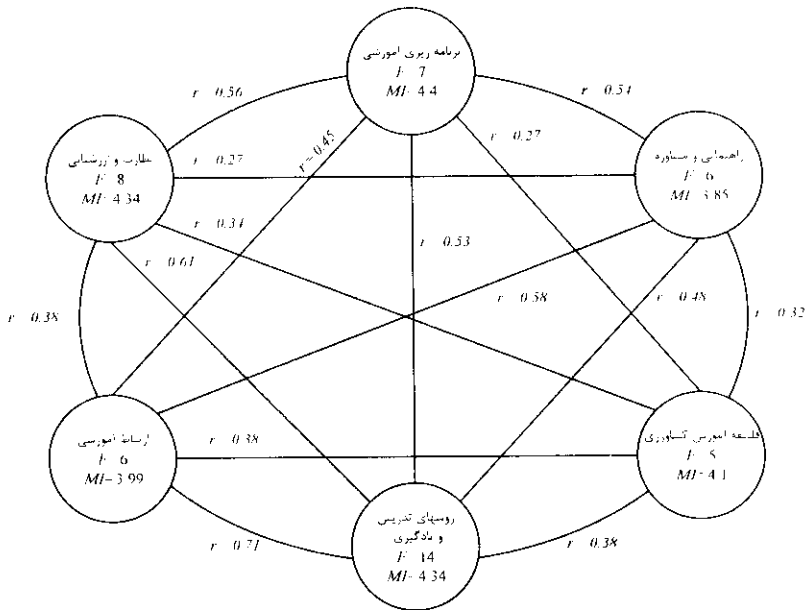 برنامه ریزی آموزشی
F 7
MI- 4.4
r 0.56
r 0.54
نظارت و ارزشیابی
F 8
MI- 4.34
r 0.27
r = 0.45
r 0.27
راهنمایی و مشاوره
F 6
MI- 3.85
r 0.34
r 0.53
r 0.61
r 0.58
r 0.48
r 0.38
r 0.32
ارتباط آموزشی
F 6
MI- 3.99
r 0.38
فلسفه آموزش کشاورزی
F 5
MI- 4.1
روشهای تدریس
و یادگیری
F 14
MI- 4.34
r 0.71
r 0.38